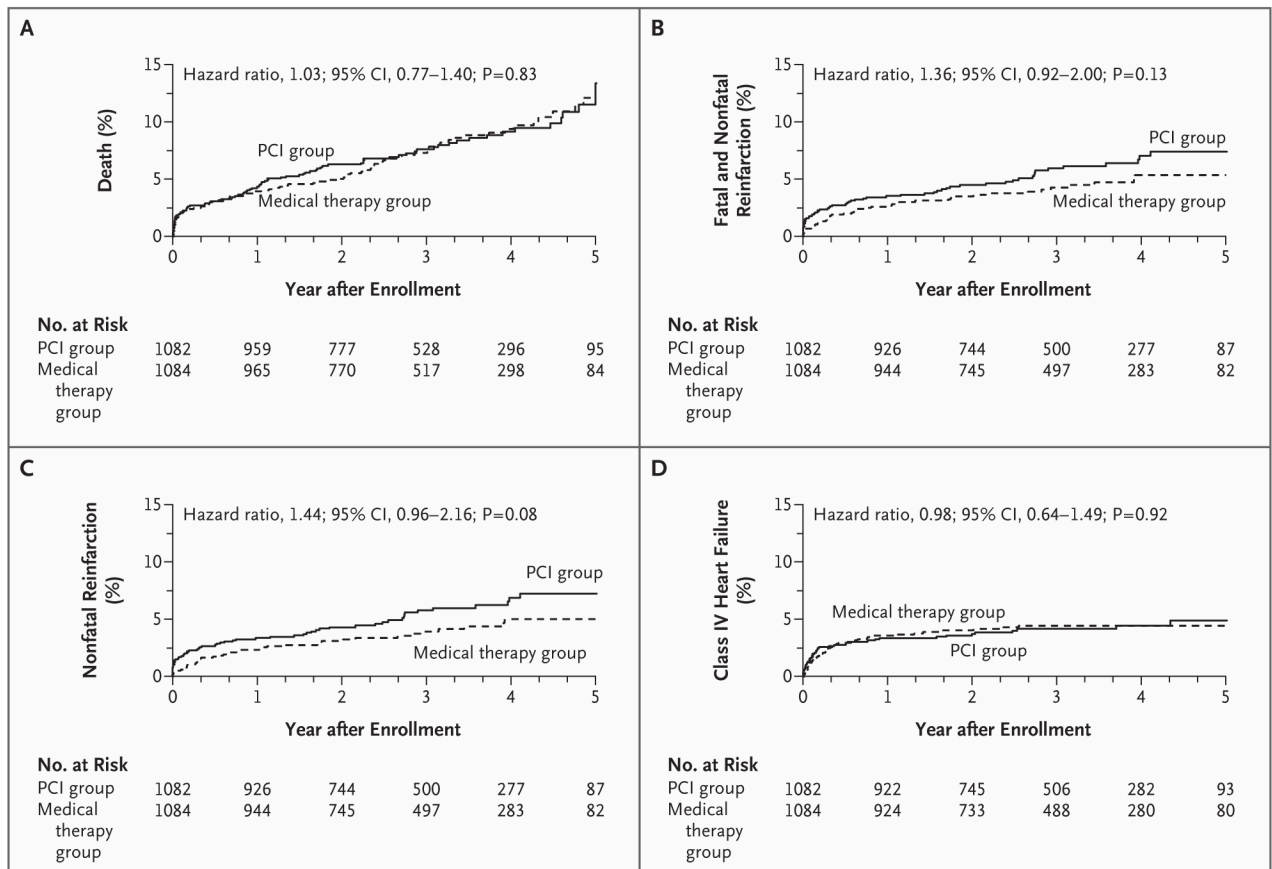 A
Hazard ratio, 1.03; 95% CI, 0.77–1.40; P=0.83
Death (%)
15
10
5
0
PCI group
Medical therapy group
0 1 2 3 4 5
Year after Enrollment
No. at Risk
PCI group 1082 959 777 528 296 95
Medical 1084 965 770 517 298 84
therapy
group
B
Hazard ratio, 1.36; 95% CI, 0.92–2.00; P=0.13
Fatal and Nonfatal
Reinfarction (%)
15
10
5
0
PCI group
Medical therapy group
0 1 2 3 4 5
Year after Enrollment
No. at Risk
PCI group 1082 926 744 500 277 87
Medical 1084 944 745 497 283 82
therapy
group
C
Hazard ratio, 1.44; 95% CI, 0.96–2.16; P=0.08
Nonfatal Reinfarction
(%)
15
10
5
0
PCI group
Medical therapy group
0 1 2 3 4 5
Year after Enrollment
No. at Risk
PCI group 1082 926 744 500 277 87
Medical 1084 944 745 497 283 82
therapy
group
D
Hazard ratio, 0.98; 95% CI, 0.64–1.49; P=0.92
Class IV Heart Failure
(%)
15
10
5
0
Medical therapy group
PCI group
0 1 2 3 4 5
Year after Enrollment
No. at Risk
PCI group 1082 922 745 506 282 93
Medical 1084 924 733 488 280 80
therapy
group